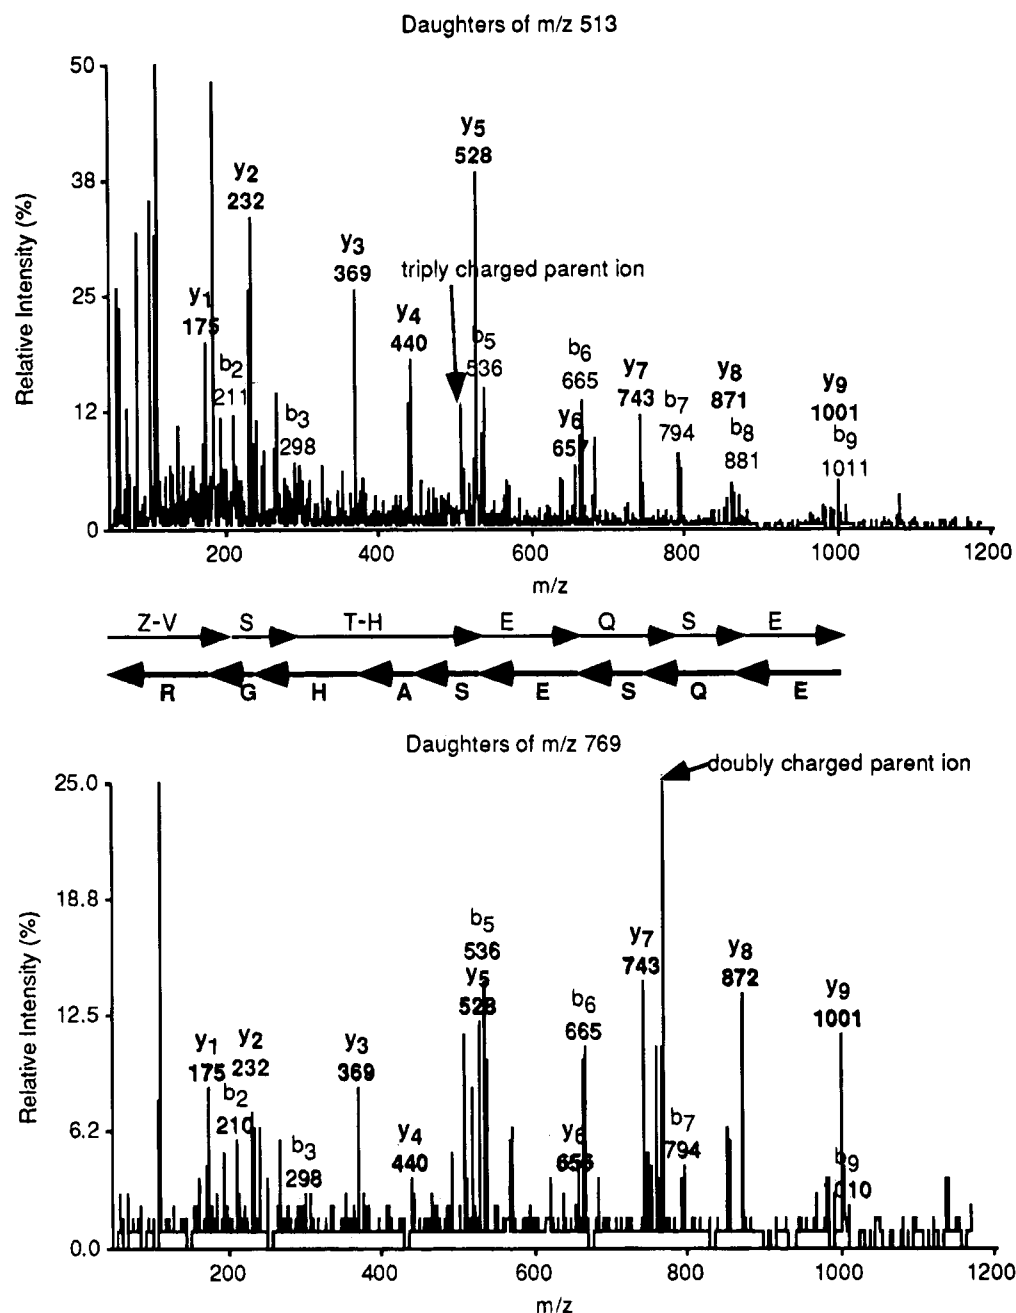 Daughters of m/z 513
Relative Intensity (%)
50
38
25
12
0
y5
528
y2
232
y3
369
triply charged parent ion
y1
175
y4
440
b2
211
b3
298
b5
536
b6
665
y6
657
y7
743
b7
794
y8
871
b8
881
y9
1001
b9
1011
200 400 600 800 1000 1200
m/z
Z-V S T-H E Q S E
R G H A S E S Q E
Daughters of m/z 769
doubly charged parent ion
Relative Intensity (%)
25.0
18.8
12.5
6.2
0.0
b5
536
y5
528
y7
743
y8
872
y9
1001
b6
665
y1
175
y2
232
b2
210
b3
298
y3
369
y4
440
y6
656
b7
794
b9
010
200 400 600 800 1000 1200
m/z